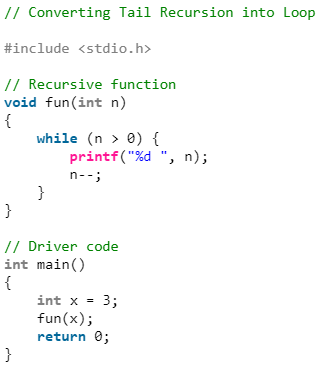 // Converting Tail Recursion into Loop
#include <stdio.h>
// Recursive function
void fun(int n)
{
    while (n > 0) {
        printf("%d ", n);
        n--;
    }
}
// Driver code
int main()
{
    int x = 3;
    fun(x);
    return 0;
}